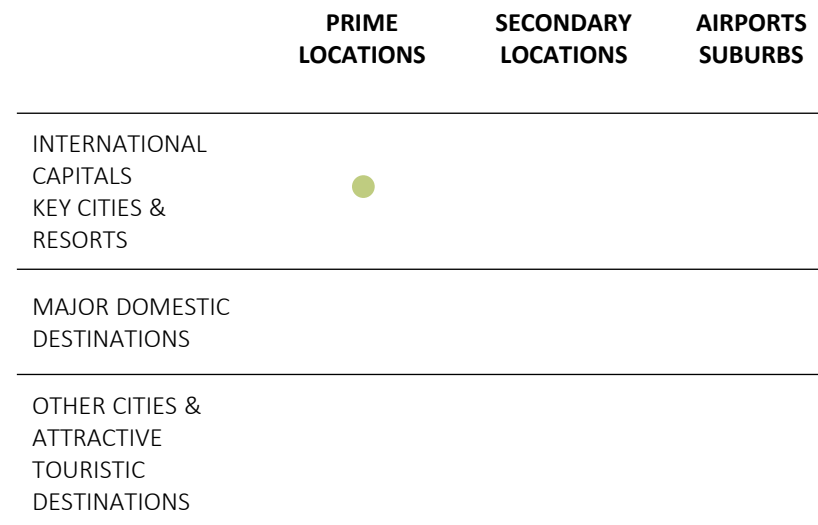 PRIME
LOCATIONS
SECONDARY
LOCATIONS
AIRPORTS
SUBURBS
INTERNATIONAL
CAPITALS
KEY CITIES &
RESORTS
MAJOR DOMESTIC
DESTINATIONS
OTHER CITIES &
ATTRACTIVE
TOURISTIC
DESTINATIONS